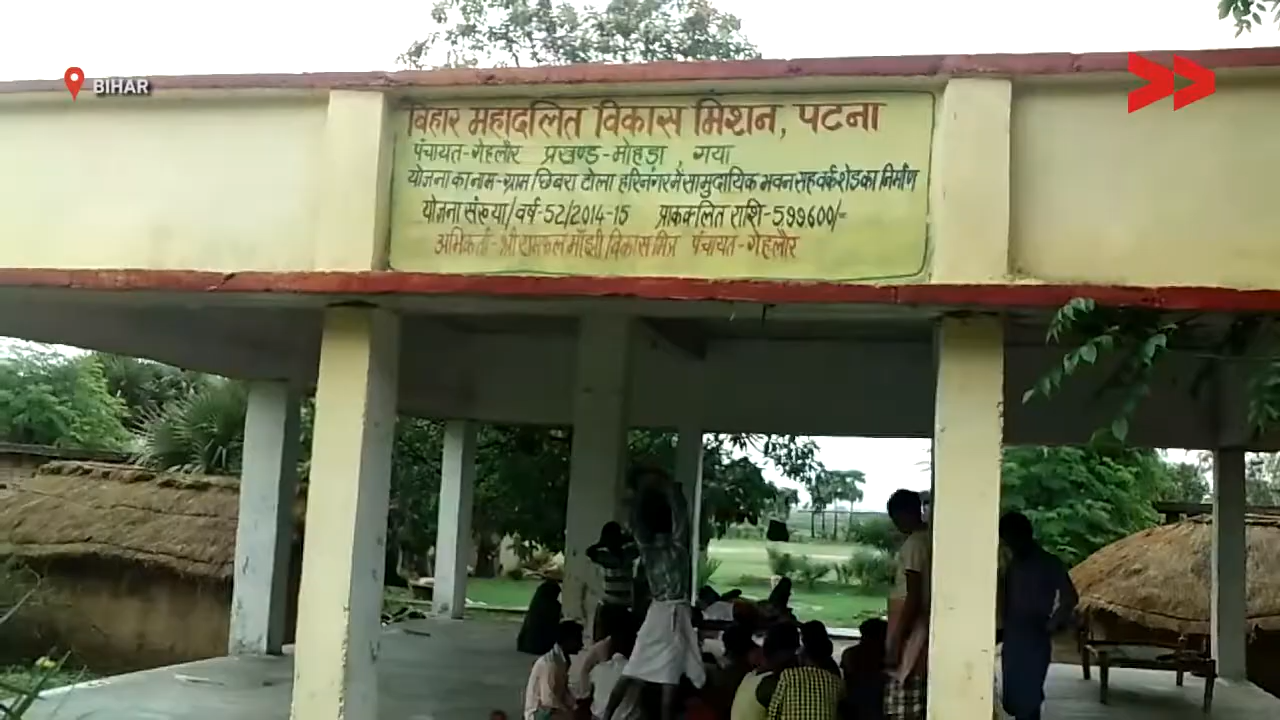 BIHAR
बिहार महादलित विकास मिशन, पटना
पंचायत-गेहलौर प्रखण्ड-मोहड़ा, गया
योजना का नाम-ग्राम छिबरा टोला हरिनगर में सामुदायिक भवन सह वर्क शेड का निर्माण
योजना संख्या/वर्ष-52/2014-15 प्राक्कलित राशि-599600/=
अभिकर्ता-श्री रामफल माँझी विकास मित्र पंचायत-गेहलौर